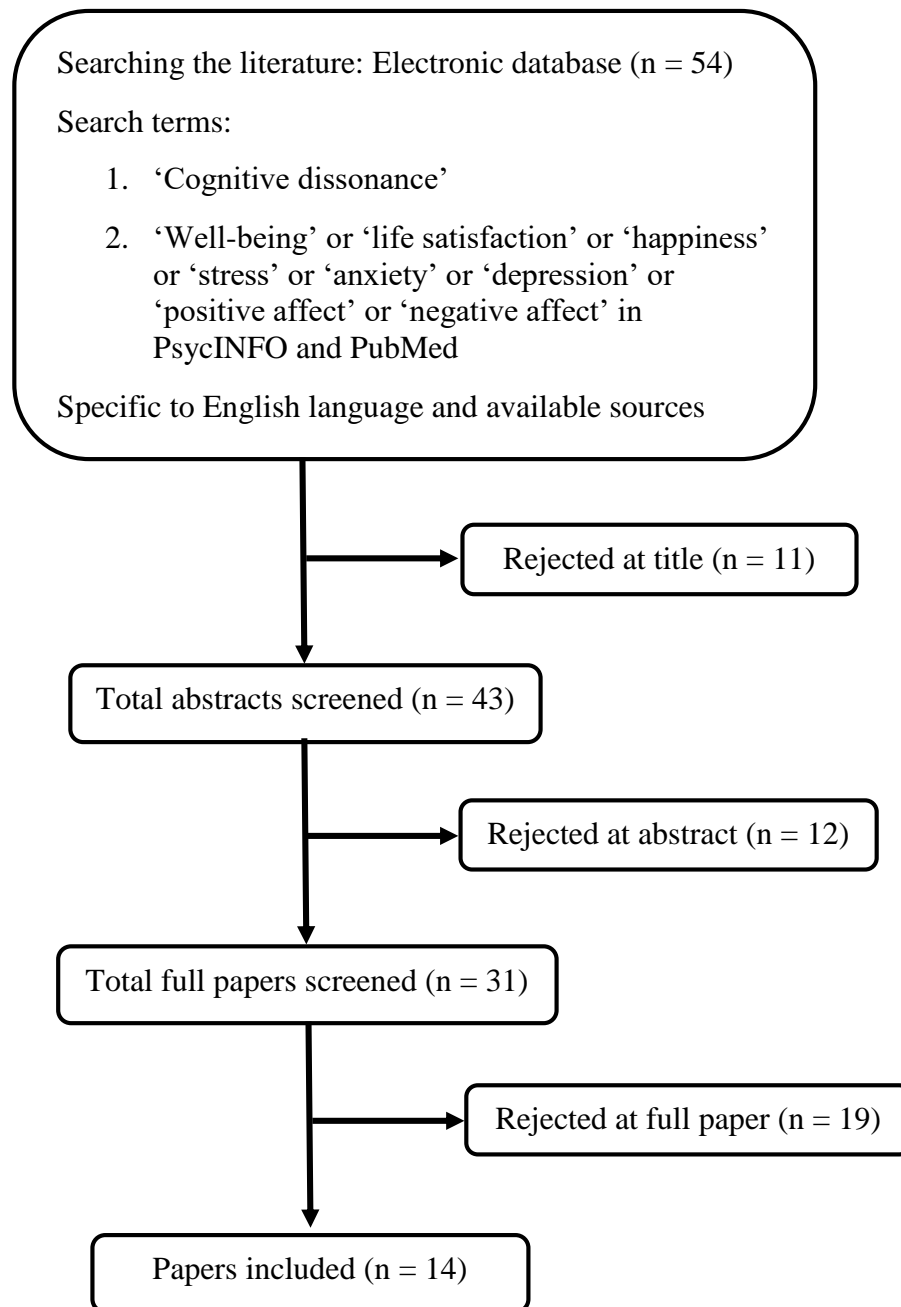 Searching the literature: Electronic database (n = 54)
Search terms:
1. ‘Cognitive dissonance’
2. ‘Well-being’ or ‘life satisfaction’ or ‘happiness’
or ‘stress’ or ‘anxiety’ or ‘depression’ or
‘positive affect’ or ‘negative affect’ in
PsycINFO and PubMed
Specific to English language and available sources
Rejected at title (n = 11)
Total abstracts screened (n = 43)
Rejected at abstract (n = 12)
Total full papers screened (n = 31)
Rejected at full paper (n = 19)
Papers included (n = 14)